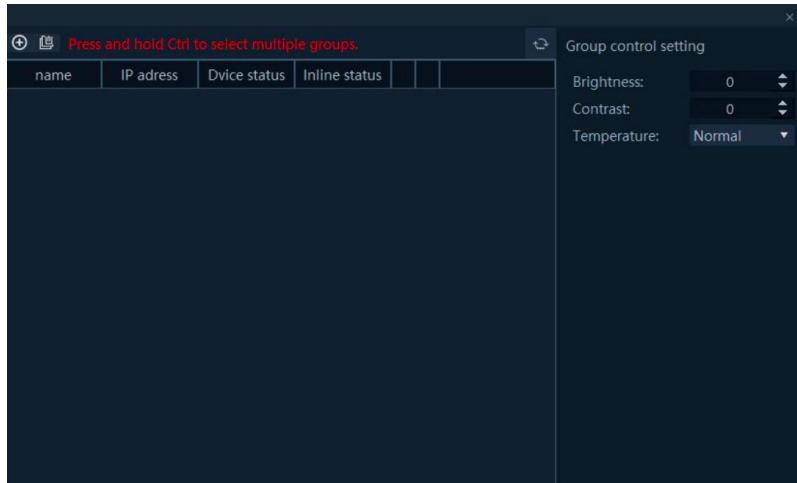 Press and hold Ctrl to select multiple groups.
name IP adress Dvice status Inline status
Group control setting
Brightness: 0
Contrast: 0
Temperature: Normal